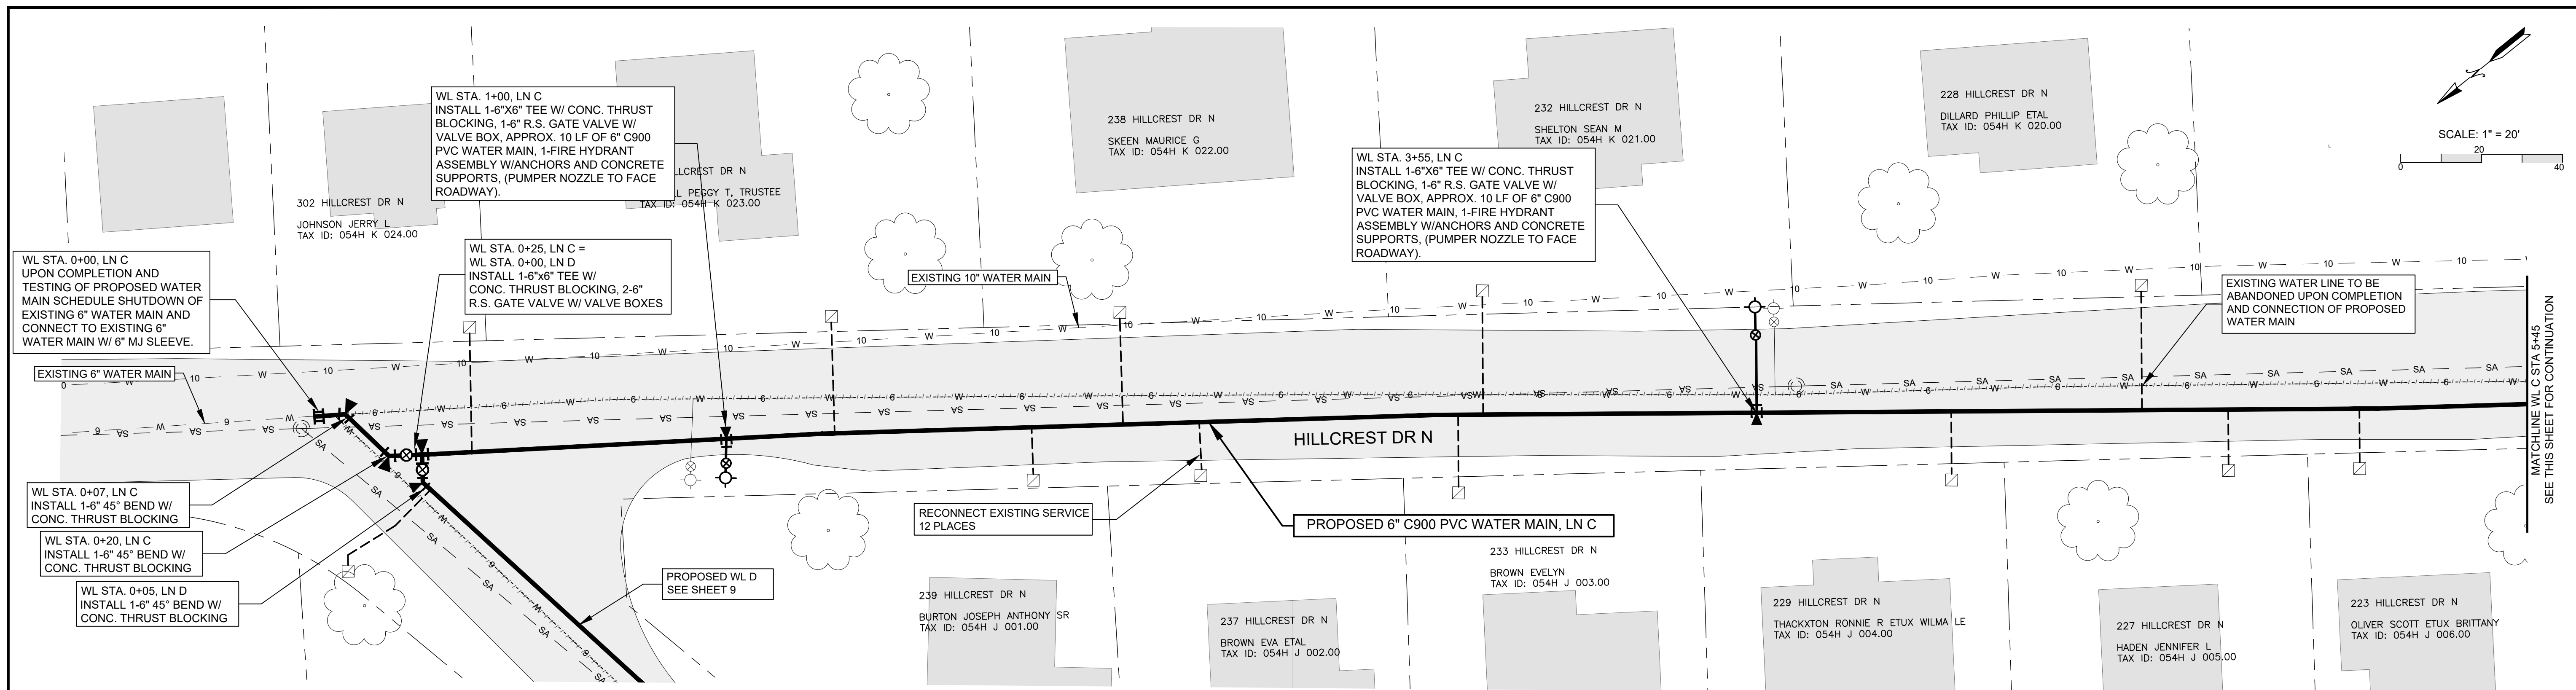 WL STA. 1+00, LN C
INSTALL 1-6"X6" TEE W/ CONC. THRUST
BLOCKING, 1-6" R.S. GATE VALVE W/
VALVE BOX, APPROX. 10 LF OF 6" C900
PVC WATER MAIN, 1-FIRE HYDRANT
ASSEMBLY W/ANCHORS AND CONCRETE
SUPPORTS, (PUMPER NOZZLE TO FACE
ROADWAY).
302 HILLCREST DR N
JOHNSON JERRY L
TAX ID: 054H K 024.00
LLCREST DR N
L PEGGY T, TRUSTEE
TAX ID: 054H K 023.00
238 HILLCREST DR N
SKEEN MAURICE G
TAX ID: 054H K 022.00
232 HILLCREST DR N
SHELTON SEAN M
TAX ID: 054H K 021.00
228 HILLCREST DR N
DILLARD PHILLIP ETAL
TAX ID: 054H K 020.00
N
SCALE: 1" = 20'
20
0 40
WL STA. 3+55, LN C
INSTALL 1-6"X6" TEE W/ CONC. THRUST
BLOCKING, 1-6" R.S. GATE VALVE W/
VALVE BOX, APPROX. 10 LF OF 6" C900
PVC WATER MAIN, 1-FIRE HYDRANT
ASSEMBLY W/ANCHORS AND CONCRETE
SUPPORTS, (PUMPER NOZZLE TO FACE
ROADWAY).
WL STA. 0+00, LN C
UPON COMPLETION AND
TESTING OF PROPOSED WATER
MAIN SCHEDULE SHUTDOWN OF
EXISTING 6" WATER MAIN AND
CONNECT TO EXISTING 6"
WATER MAIN W/ 6" MJ SLEEVE.
WL STA. 0+25, LN C =
WL STA. 0+00, LN D
INSTALL 1-6"x6" TEE W/
CONC. THRUST BLOCKING, 2-6"
R.S. GATE VALVE W/ VALVE BOXES
EXISTING 10" WATER MAIN
EXISTING WATER LINE TO BE
ABANDONED UPON COMPLETION
AND CONNECTION OF PROPOSED
WATER MAIN
EXISTING 6" WATER MAIN
MATCHLINE WL C STA 5+45
SEE THIS SHEET FOR CONTINUATION
HILLCREST DR N
WL STA. 0+07, LN C
INSTALL 1-6" 45° BEND W/
CONC. THRUST BLOCKING
WL STA. 0+20, LN C
INSTALL 1-6" 45° BEND W/
CONC. THRUST BLOCKING
WL STA. 0+05, LN D
INSTALL 1-6" 45° BEND W/
CONC. THRUST BLOCKING
RECONNECT EXISTING SERVICE
12 PLACES
PROPOSED 6" C900 PVC WATER MAIN, LN C
PROPOSED WL D
SEE SHEET 9
239 HILLCREST DR N
BURTON JOSEPH ANTHONY SR
TAX ID: 054H J 001.00
237 HILLCREST DR N
BROWN EVA ETAL
TAX ID: 054H J 002.00
233 HILLCREST DR N
BROWN EVELYN
TAX ID: 054H J 003.00
229 HILLCREST DR N
THACKXTON RONNIE R ETUX WILMA LE
TAX ID: 054H J 004.00
227 HILLCREST DR N
HADEN JENNIFER L
TAX ID: 054H J 005.00
223 HILLCREST DR N
OLIVER SCOTT ETUX BRITTANY
TAX ID: 054H J 006.00